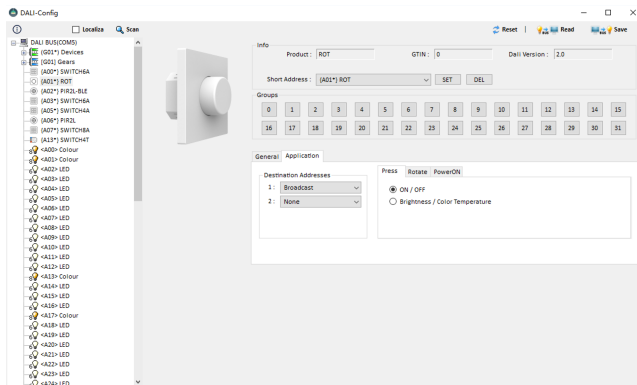 DALI-Config
Localiza
Scan
Reset
Read
Save
DALI BUS(COM5)
(G01*) Devices
(G01) Gears
(A00*) SWITCH6A
(A01*) ROT
(A02*) PIR2L-BLE
(A03*) SWITCH6A
(A05*) SWITCH4A
(A06*) PIR2L
(A07*) SWITCH8A
(A13*) SWITCH4T
<A00> Colour
<A01> Colour
<A02> LED
<A03> LED
<A04> LED
<A05> LED
<A06> LED
<A07> LED
<A08> LED
<A09> LED
<A10> LED
<A11> LED
<A12> LED
<A13> Colour
<A14> LED
<A15> LED
<A16> LED
<A17> Colour
<A18> LED
<A19> LED
<A20> LED
<A21> LED
<A22> LED
<A23> LED
<A24> LED
Info
Product: ROT GTIN: 0 Dali Version: 2.0
Short Address: (A01*) ROT SET DEL
Groups
0 1 2 3 4 5 6 7 8 9 10 11 12 13 14 15
16 17 18 19 20 21 22 23 24 25 26 27 28 29 30 31
General Application
Destination Addresses
1: Broadcast
2: None
Press Rotate PowerON
ON / OFF
Brightness / Color Temperature